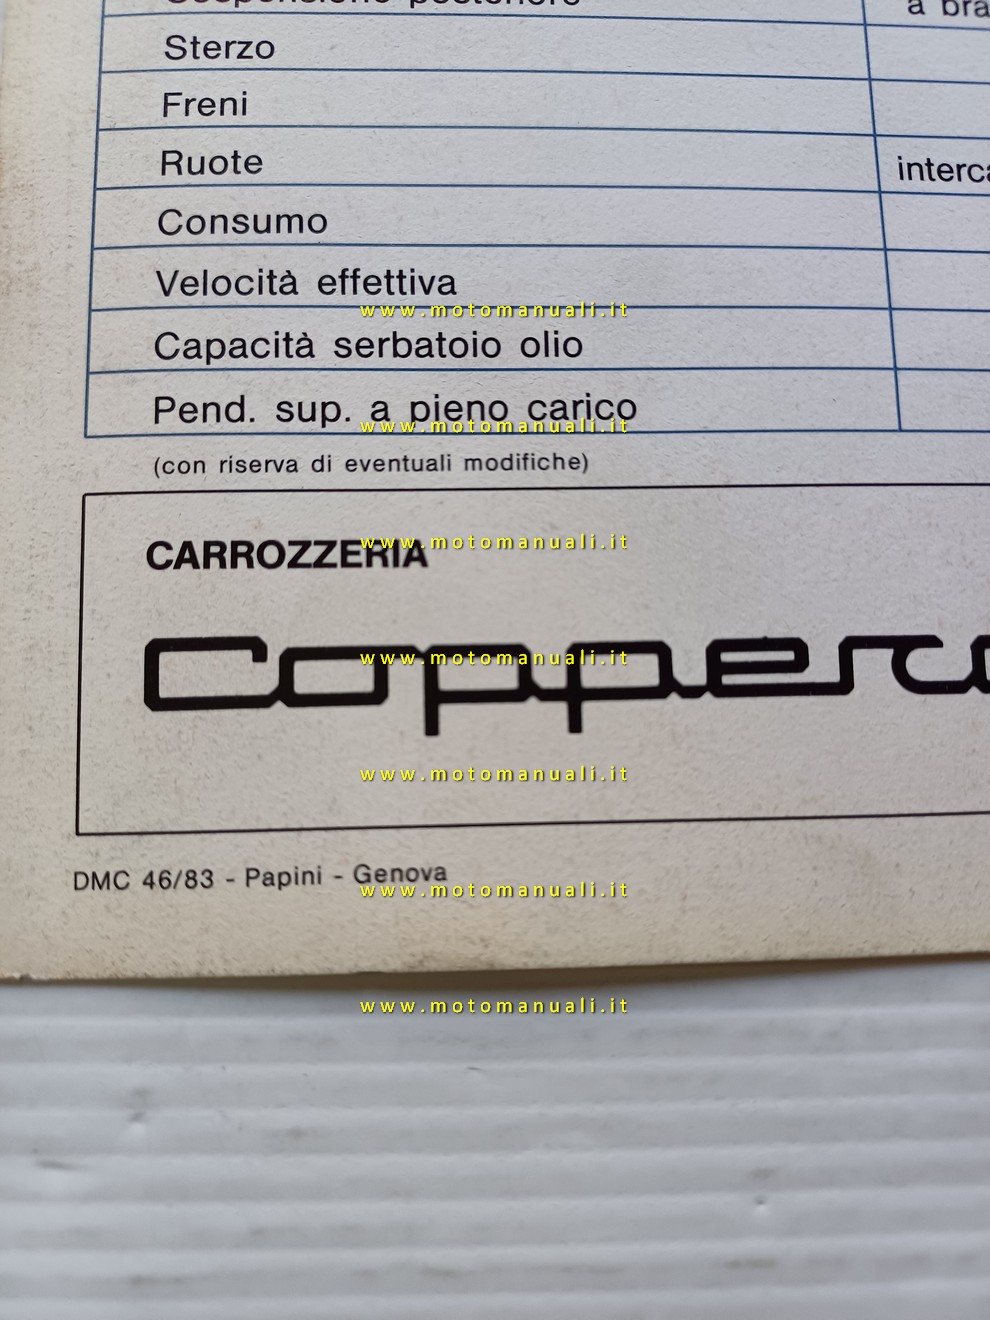 Sospensione posteriore
a
Sterzo
Freni
Ruote
Consumo
Velocità effettiva
www.motomanuali.it
Capacità serbatoio olio
Pend. sup. a pieno carico
www.motomanuali.it
(con riserva di eventuali modifiche)
CARROZZERIA
www.motomanuali.it
www.motomanuali.it
www.motomanuali.it
DMC 46/83 - Papini - Genova
www.motomanuali.it
www.motomanuali.it